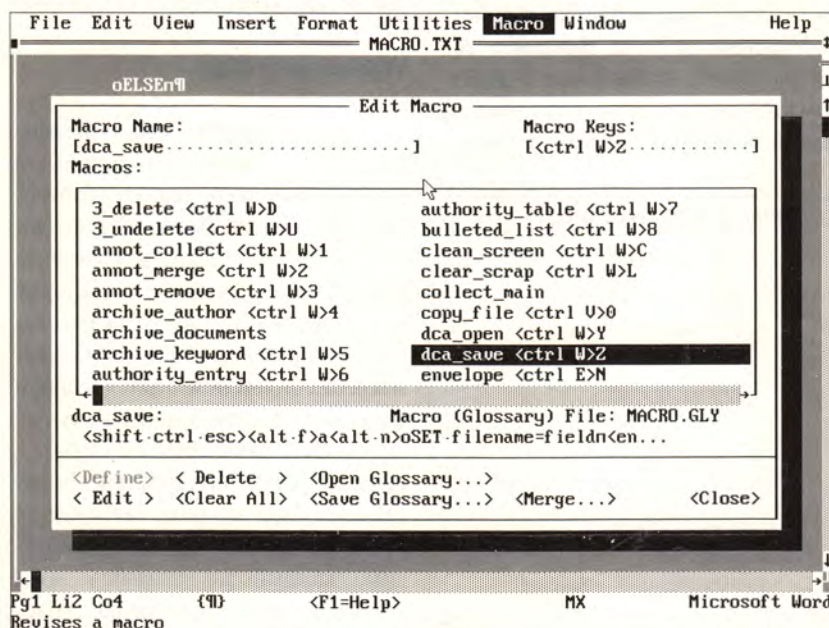 File Edit View Insert Format Utilities Macro Window Help
MACRO.TXT
oELSEn¶
Edit Macro
Macro Name: Macro Keys:
[dca_save························] [<ctrl W>Z············]
Macros:
3_delete <ctrl W>D authority_table <ctrl W>7
3_undelete <ctrl W>U bulleted_list <ctrl W>8
annot_collect <ctrl W>1 clean_screen <ctrl W>C
annot_merge <ctrl W>2 clear_scrap <ctrl W>L
annot_remove <ctrl W>3 collect_main
archive_author <ctrl W>4 copy_file <ctrl V>0
archive_documents dca_open <ctrl W>Y
archive_keyword <ctrl W>5 dca_save <ctrl W>Z
authority_entry <ctrl W>6 envelope <ctrl E>N
dca_save: Macro (Glossary) File: MACRO.GLY
<shift·ctrl·esc><alt·f>a<alt·n>oSET·filename=fieldn<en...
<Define> < Delete > <Open Glossary...>
< Edit > <Clear All> <Save Glossary...> <Merge...> <Close>
Pg1 Li2 Co4 {¶} <F1=Help> MX Microsoft Word
Revises a macro